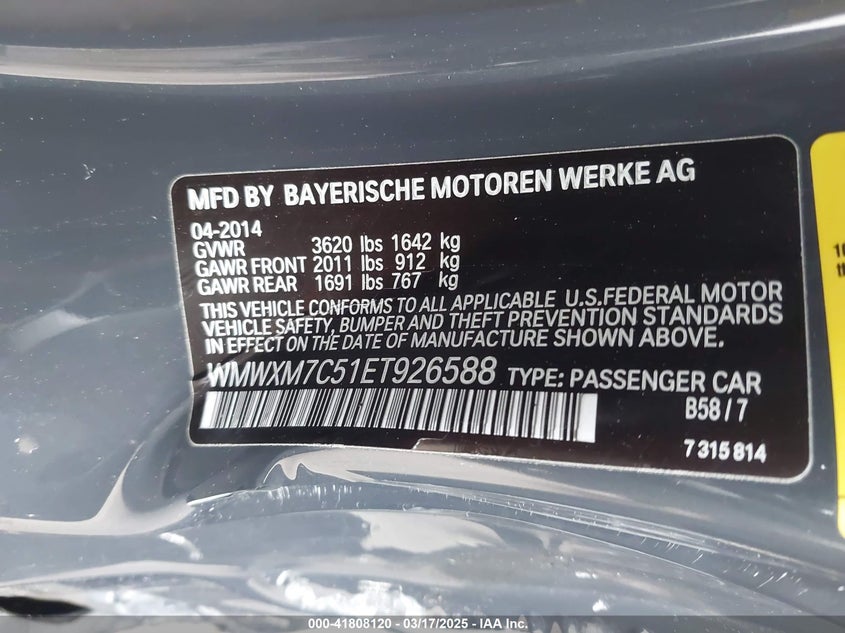 MFD BY BAYERISCHE MOTOREN WERKE AG
04-2014
GVWR 3620 lbs 1642 kg
GAWR FRONT 2011 lbs 912 kg
GAWR REAR 1691 lbs 767 kg
THIS VEHICLE CONFORMS TO ALL APPLICABLE U.S.FEDERAL MOTOR
VEHICLE SAFETY, BUMPER AND THEFT PREVENTION STANDARDS
IN EFFECT ON THE DATE OF MANUFACTURE SHOWN ABOVE.
WMWXM7C51ET926588 TYPE: PASSENGER CAR
B58 / 7
7 315 814
000-41808120 - 03/17/2025 - IAA Inc.